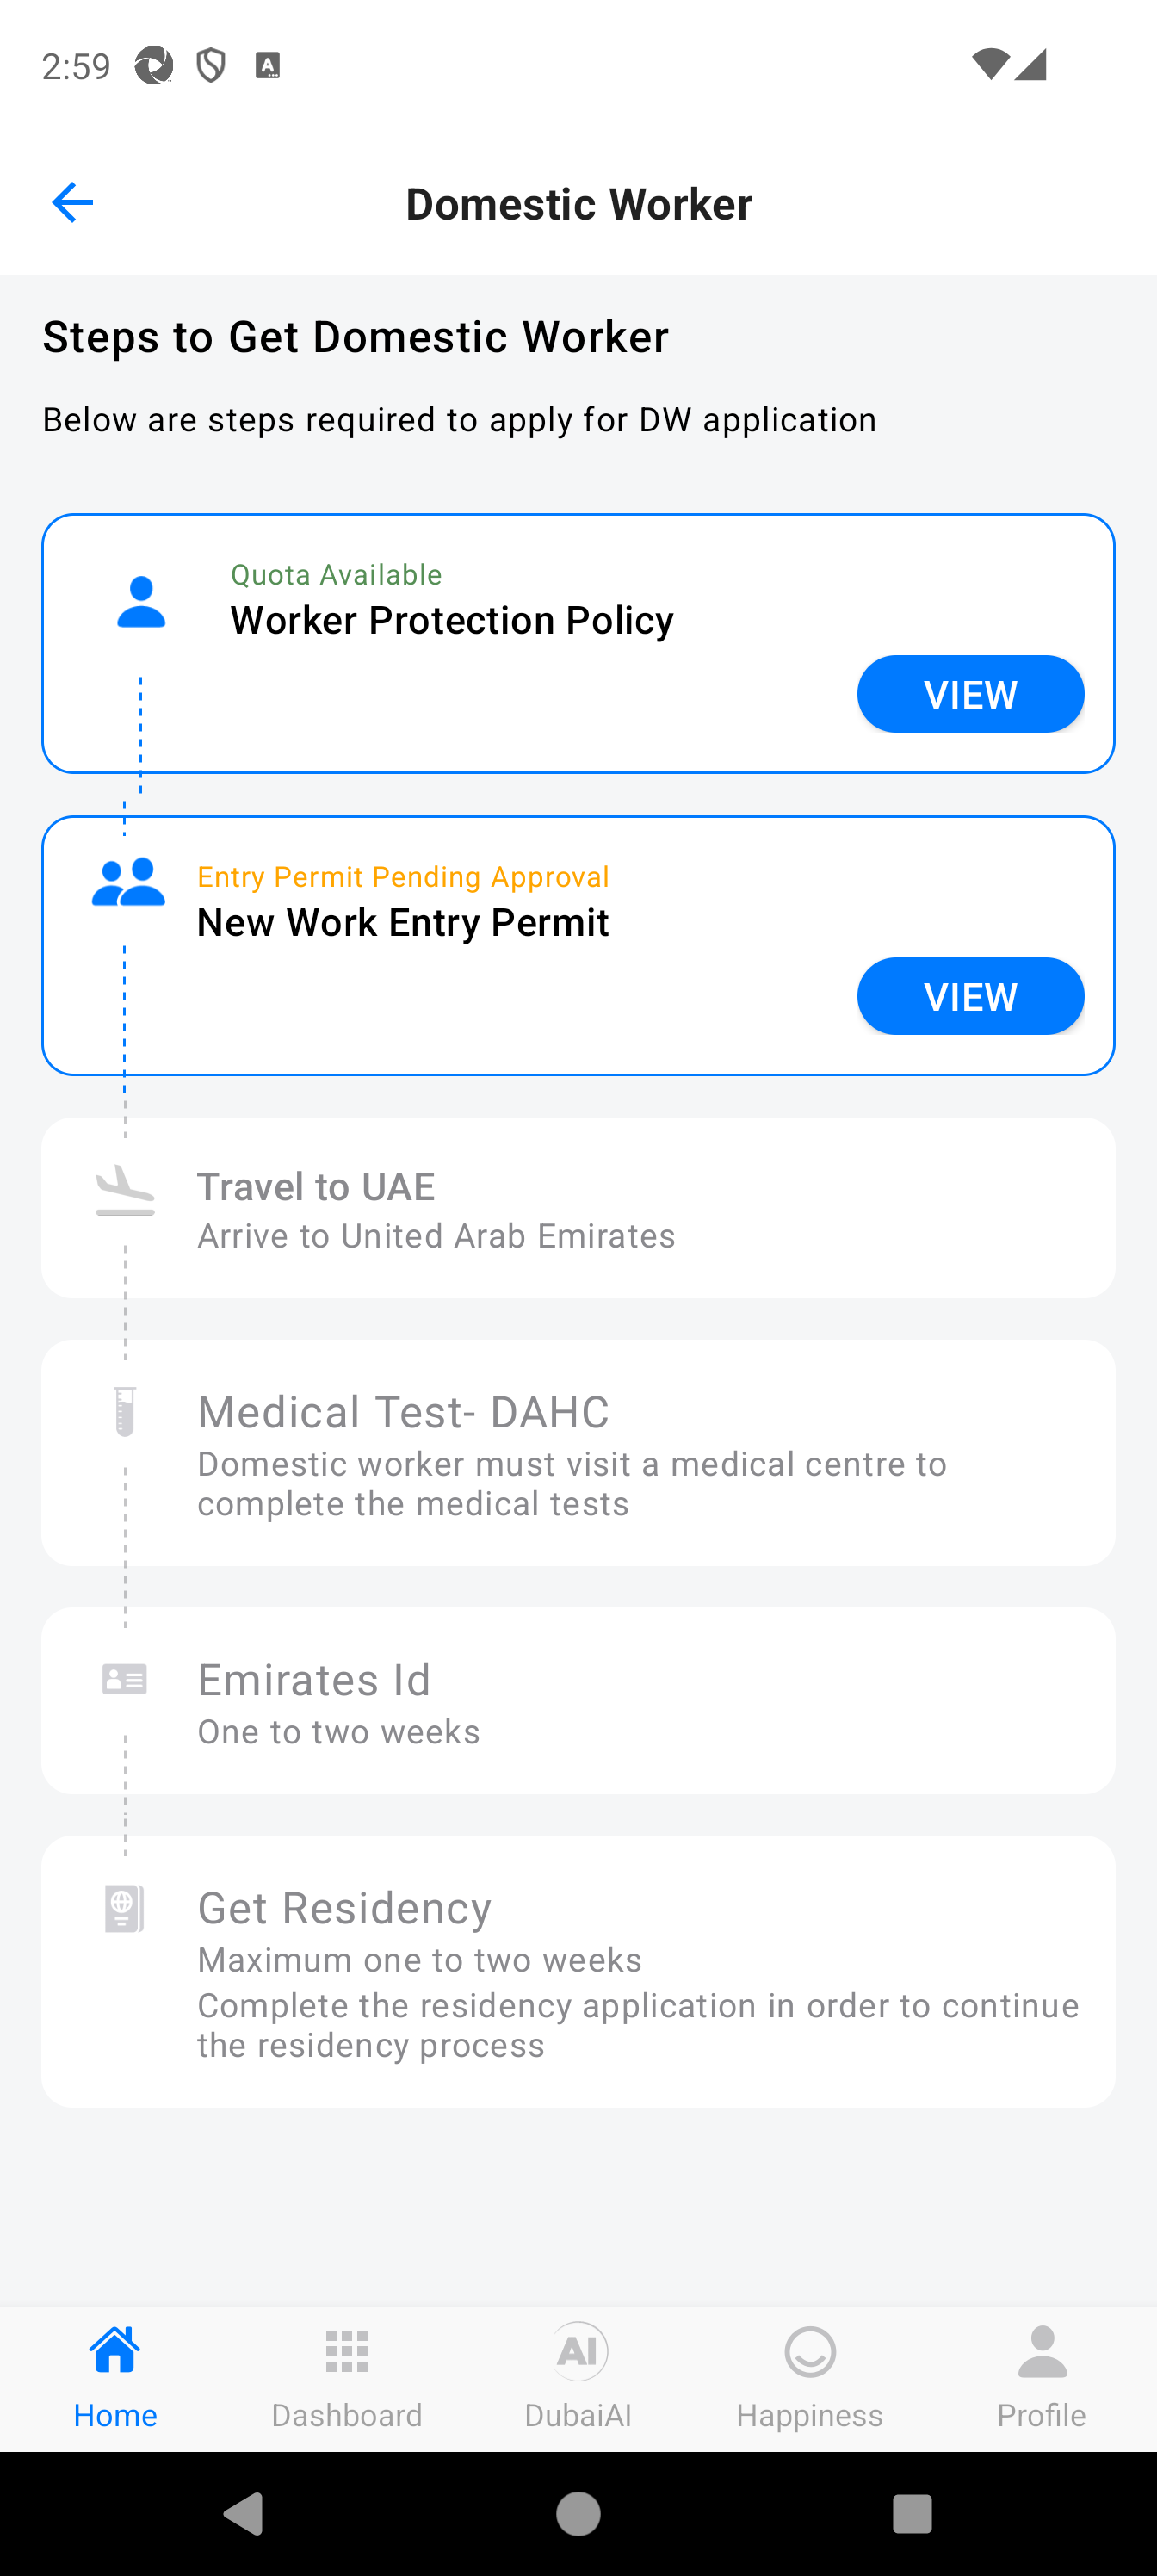 2:59
Domestic Worker
Steps to Get Domestic Worker
Below are steps required to apply for DW application
Quota Available
Worker Protection Policy
VIEW
Entry Permit Pending Approval
New Work Entry Permit
VIEW
Travel to UAE
Arrive to United Arab Emirates
Medical Test- DAHC
Domestic worker must visit a medical centre to
complete the medical tests
Emirates Id
One to two weeks
Get Residency
Maximum one to two weeks
Complete the residency application in order to continue
the residency process
AI
Home
Dashboard
DubaiAI
Happiness
Profile